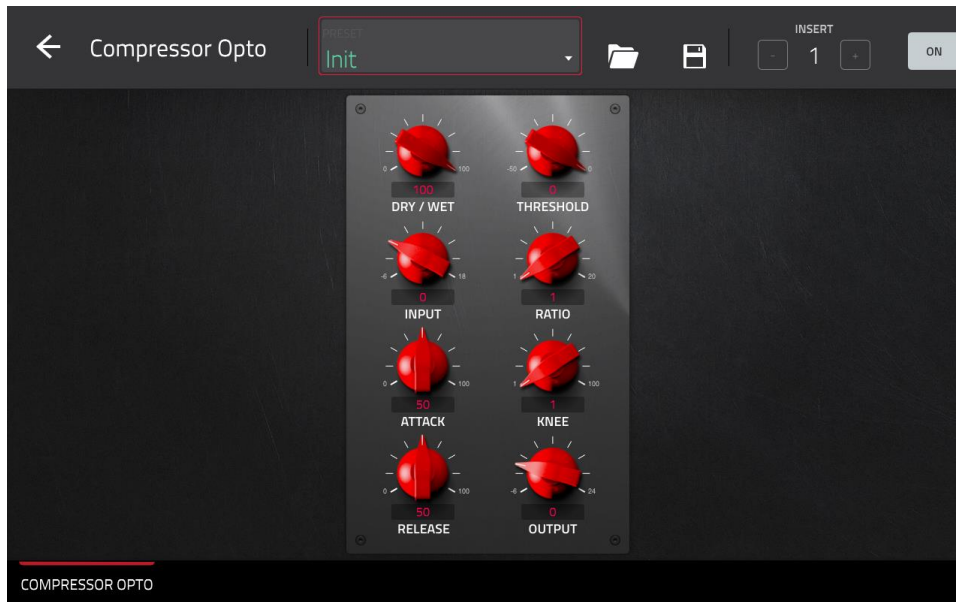 Compressor Opto
PRESET
Init
INSERT
- 1 +
ON
0 100
100
DRY / WET
-50 0
0
THRESHOLD
-6 18
0
INPUT
1 20
1
RATIO
0 100
50
ATTACK
1 100
1
KNEE
0 100
50
RELEASE
-6 24
0
OUTPUT
COMPRESSOR OPTO